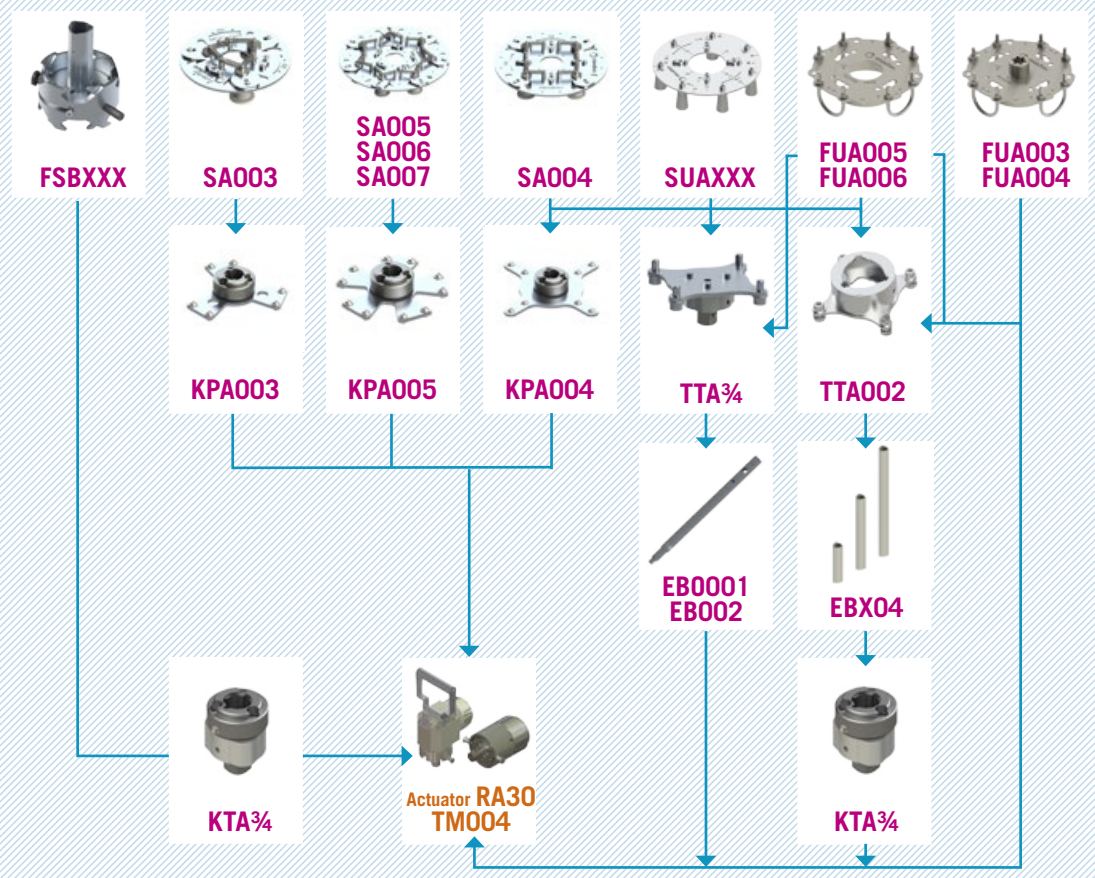 FSBXXX
SA003
SA005
SA006
SA007
SA004
SUAXXX
FUA005
FUA006
FUA003
FUA004
KPA003
KPA005
KPA004
TTA¾
TTA002
EB0001
EB002
EBX04
KTA¾
Actuator RA30
TM004
KTA¾